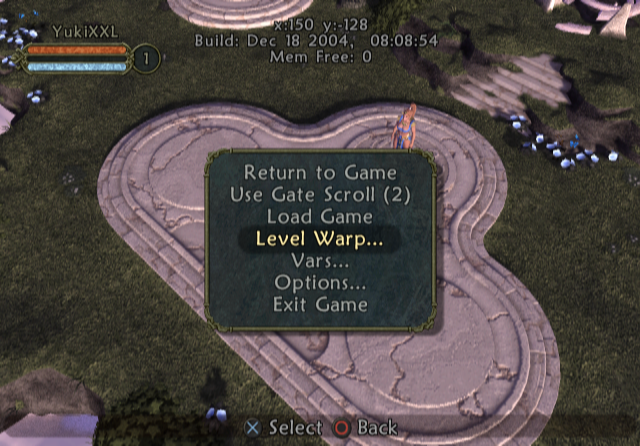 YukiXXL
1
x:150 y:-128
Build: Dec 18 2004, 08:08:54
Mem Free: 0
Return to Game
Use Gate Scroll (2)
Load Game
Level Warp...
Vars...
Options...
Exit Game
Select Back